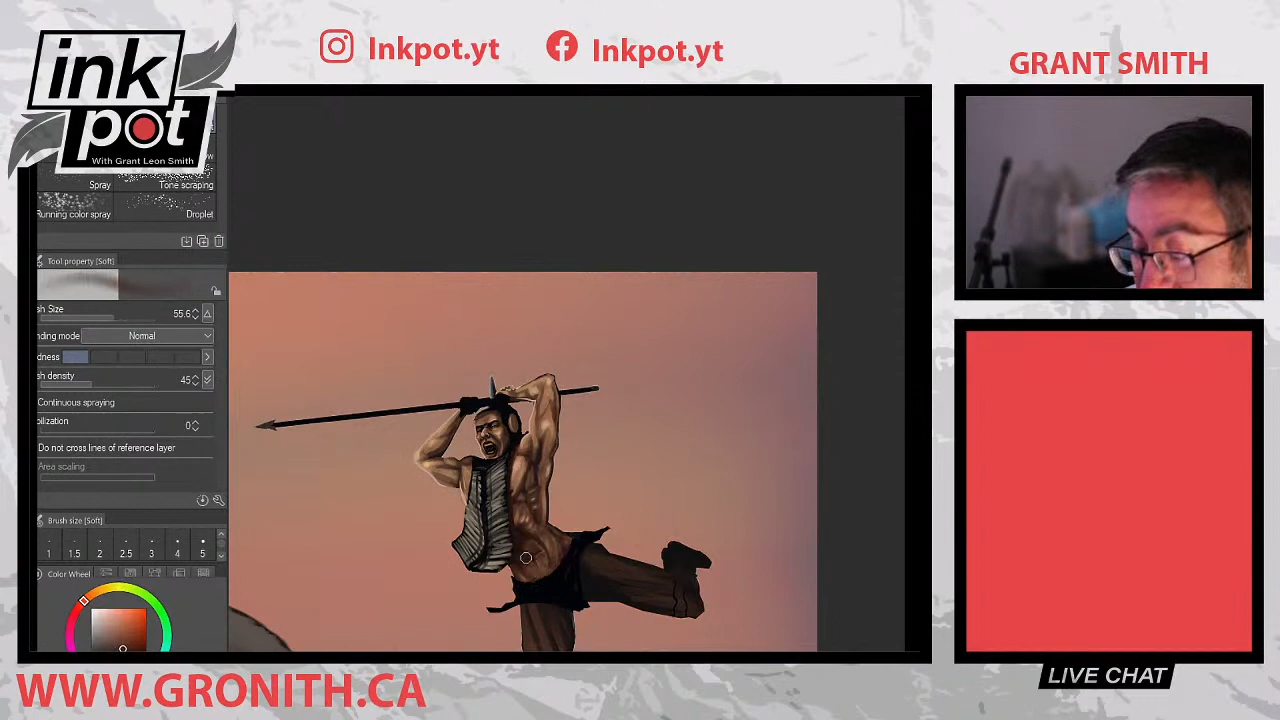 ink
pot
With Grant Leon Smith
Inkpot.yt
Inkpot.yt
GRANT SMITH
Spray
Tone scraping
Running color spray
Droplet
Tool property [Soft]
sh Size
55.6
nding mode
Normal
dness
sh density
45
Continuous spraying
bilization
0
Do not cross lines of reference layer
Area scaling
Brush size [Soft]
1
1.5
2
2.5
3
4
5
Color Wheel
LIVE CHAT
WWW.GRONITH.CA